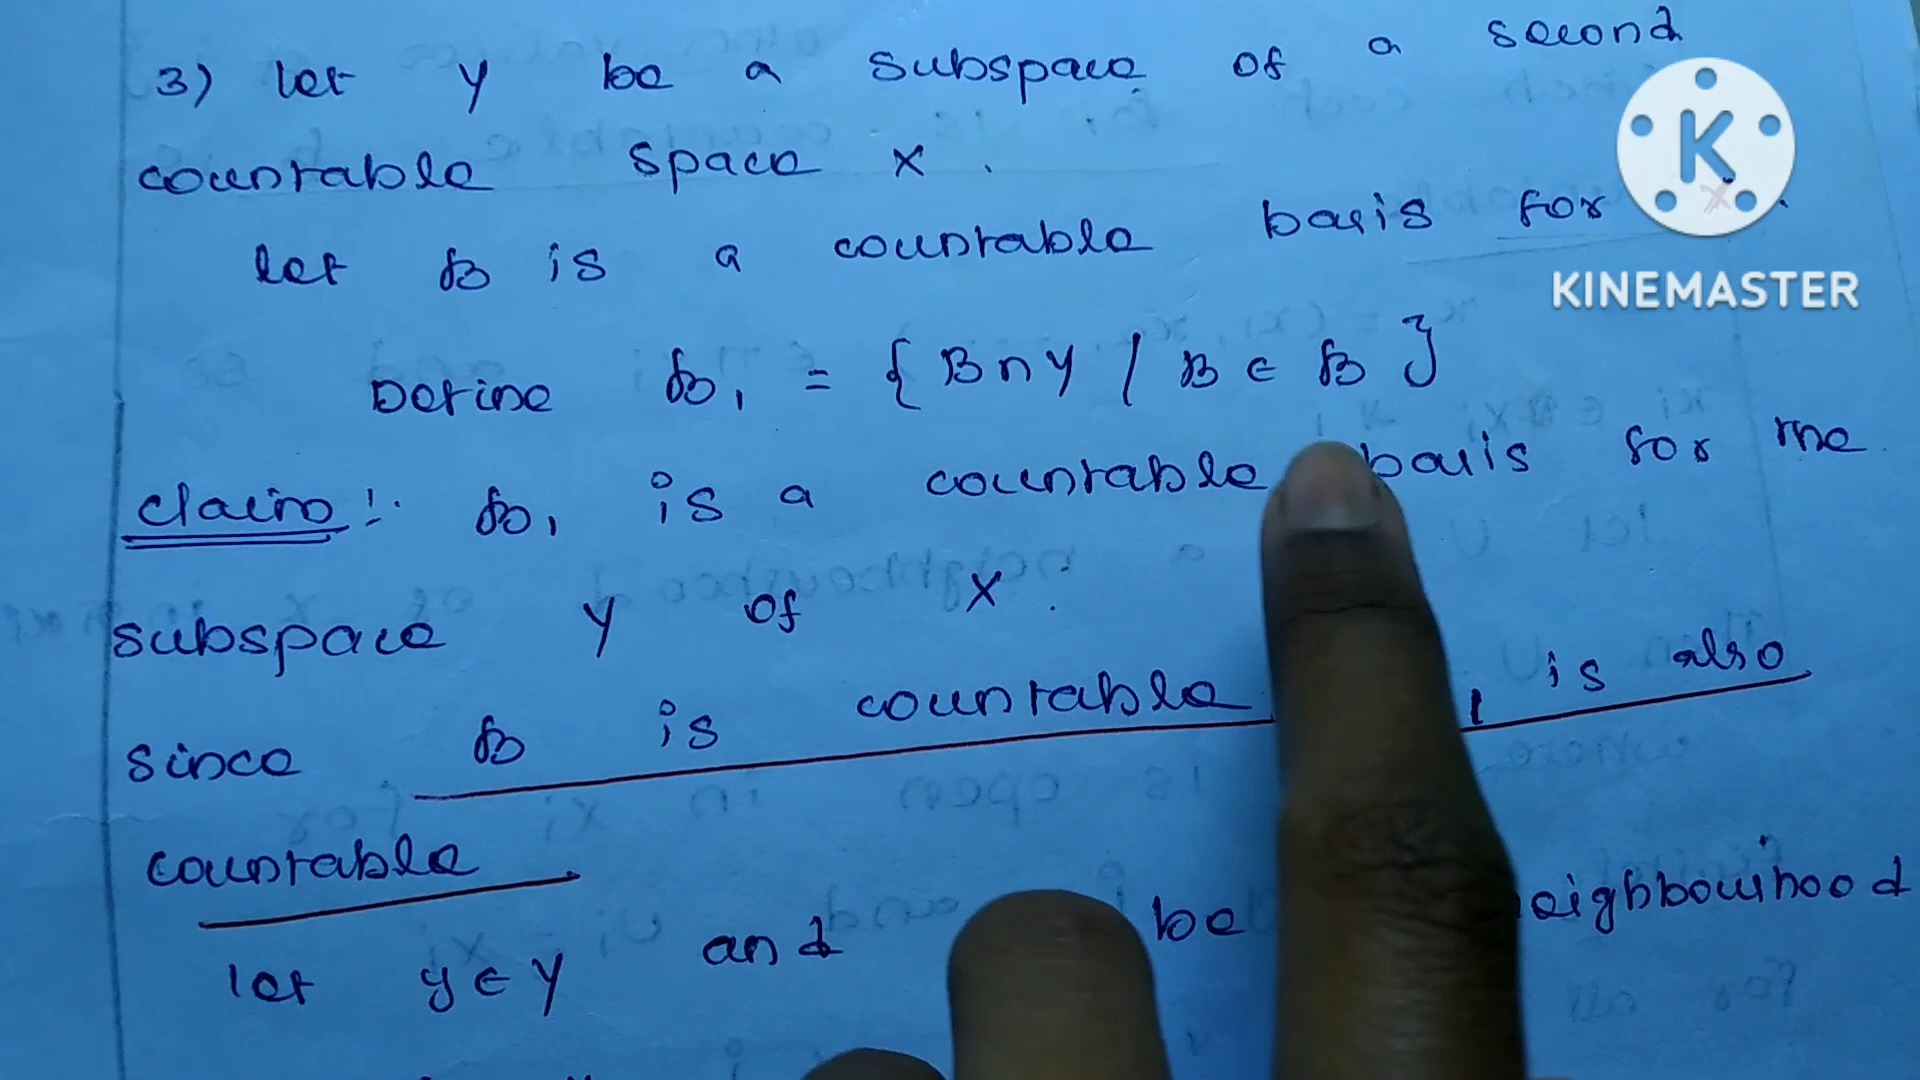 3) let y be a subspace of a second
countable space X.
let B is a countable basis for
Define B1 = { B∩Y / B ∈ B }
claim:- B1 is a countable basis for the
subspace Y of X.
since B is countable is also
countable.
let y∈Y and be neighbourhood
KINEMASTER